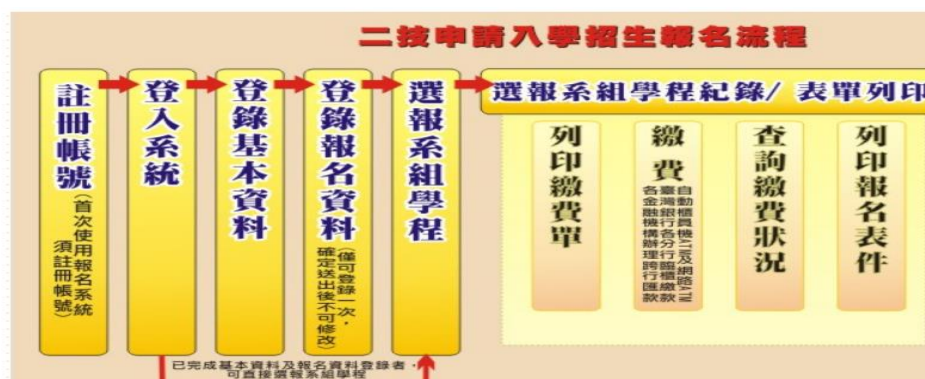 二技申請入學招生報名流程
註冊帳號
(首次使用報名系統
須註冊帳號)
登入系統
登錄基本資料
登錄報名資料
(僅可登錄一次，
確定送出後不可修改)
選報系組學程
選報系組學程紀錄/ 表單列印
列印繳費單
繳費
自動櫃員機ATM及網路ATM
臺灣銀行各分行臨櫃繳款
各金融機構辦理跨行匯款
查詢繳費狀況
列印報名表件
已完成基本資料及報名資料登錄者，
可直接選報系組學程